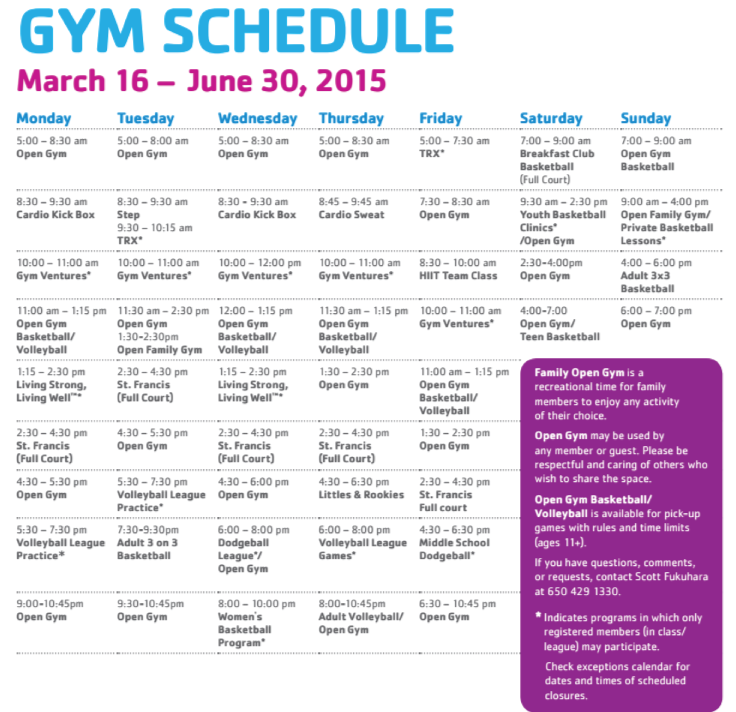 GYM SCHEDULE
March 16 – June 30, 2015
Monday Tuesday Wednesday Thursday Friday Saturday Sunday
5:00 – 8:30 am 5:00 – 8:00 am 5:00 – 8:30 am 5:00 – 8:30 am 5:00 – 7:30 am 7:00 – 9:00 am 7:00 – 9:00 am
Open Gym Open Gym Open Gym Open Gym TRX* Breakfast Club Open Gym
Basketball Basketball
(Full Court)
8:30 – 9:30 am 8:30 – 9:30 am 8:30 - 9:30 am 8:45 – 9:45 am 7:30 – 8:30 am 9:30 am – 2:30 pm 9:00 am – 4:00 pm
Cardio Kick Box Step Cardio Kick Box Cardio Sweat Open Gym Youth Basketball Open Family Gym/
9:30 – 10:15 am Clinics* Private Basketball
TRX* /Open Gym Lessons*
10:00 – 11:00 am 10:00 – 11:00 am 10:00 – 12:00 pm 10:00 – 11:00 am 8:30 – 10:00 am 2:30-4:00pm 4:00 – 6:00 pm
Gym Ventures* Gym Ventures* Gym Ventures* Gym Ventures* HIIT Team Class Open Gym Adult 3x3
Basketball
11:00 am – 1:15 pm 11:30 am – 2:30 pm 12:00 – 1:15 pm 11:30 am – 1:15 pm 10:00 – 11:00 am 4:00-7:00 6:00 – 7:00 pm
Open Gym Open Gym Open Gym Open Gym Gym Ventures* Open Gym/ Open Gym
Basketball/ 1:30-2:30pm Basketball/ Basketball/ Teen Basketball
Volleyball Open Family Gym Volleyball Volleyball
1:15 – 2:30 pm 2:30 – 4:30 pm 1:15 – 2:30 pm 1:30 – 2:30 pm 11:00 am – 1:15 pm
Living Strong, St. Francis Living Strong, Open Gym Open Gym
Living Well™* (Full Court) Living Well™* Basketball/
Volleyball
2:30 – 4:30 pm 4:30 – 5:30 pm 2:30 – 4:30 pm 2:30 – 4:30 pm 1:30 – 2:30 pm
St. Francis Open Gym St. Francis St. Francis Open Gym
(Full Court) (Full Court) (Full Court)
4:30 – 5:30 pm 5:30 – 7:30 pm 4:30 – 6:00 pm 4:30 – 6:30 pm 2:30 – 4:30 pm
Open Gym Volleyball League Open Gym Littles & Rookies St. Francis
Practice* Full court
5:30 – 7:30 pm 7:30-9:30pm 6:00 – 8:00 pm 6:00 – 8:00 pm 4:30 – 6:30 pm
Volleyball League Adult 3 on 3 Dodgeball Volleyball League Middle School
Practice* Basketball League*/ Games* Dodgeball*
Open Gym
9:00-10:45pm 9:30-10:45pm 8:00 – 10:00 pm 8:00-10:45pm 6:30 – 10:45 pm
Open Gym Open Gym Women's Adult Volleyball/ Open Gym
Basketball Open Gym
Program*
Family Open Gym is a
recreational time for family
members to enjoy any activity
of their choice.
Open Gym may be used by
any member or guest. Please be
respectful and caring of others who
wish to share the space.
Open Gym Basketball/
Volleyball is available for pick-up
games with rules and time limits
(ages 11+).
If you have questions, comments,
or requests, contact Scott Fukuhara
at 650 429 1330.
* Indicates programs in which only
registered members (in class/
league) may participate.
Check exceptions calendar for
dates and times of scheduled
closures.